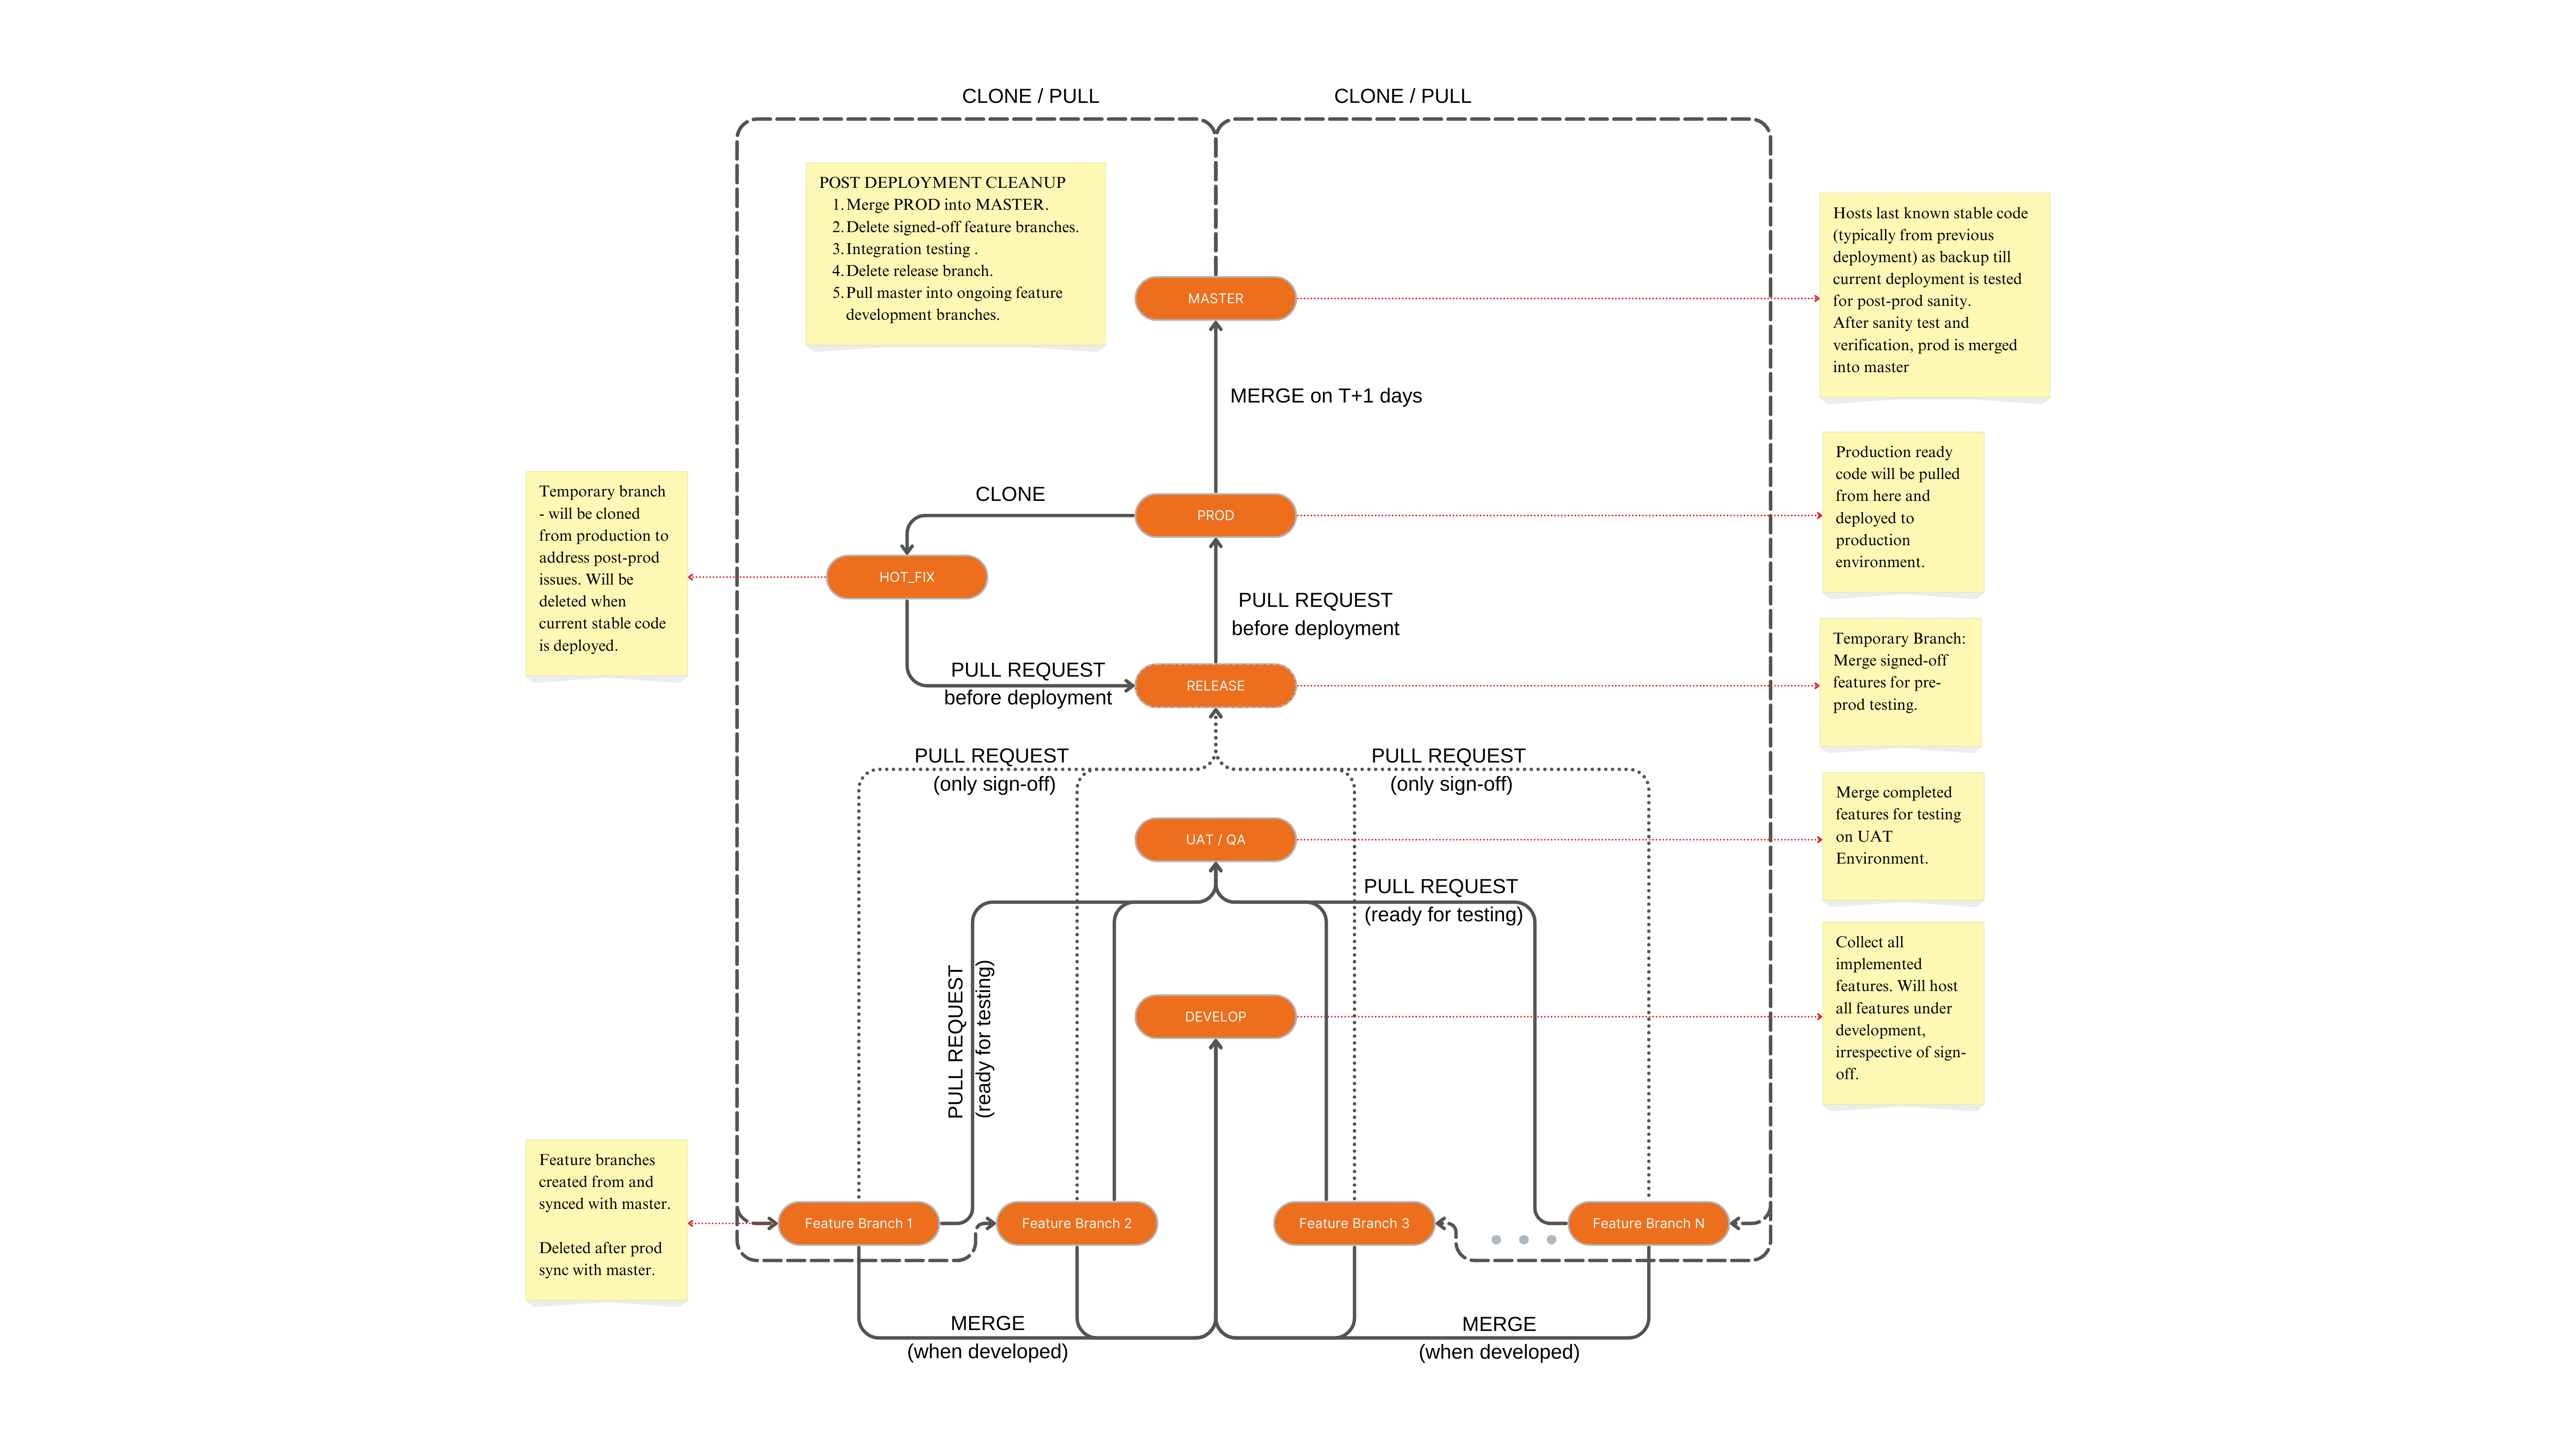 CLONE / PULL
CLONE / PULL
POST DEPLOYMENT CLEANUP
1. Merge PROD into MASTER.
2. Delete signed-off feature branches.
3. Integration testing .
4. Delete release branch.
5. Pull master into ongoing feature
development branches.
Hosts last known stable code
(typically from previous
deployment) as backup till
current deployment is tested
for post-prod sanity.
After sanity test and
verification, prod is merged
into master
MASTER
MERGE on T+1 days
Production ready
code will be pulled
from here and
deployed to
production
environment.
Temporary branch
- will be cloned
from production to
address post-prod
issues. Will be
deleted when
current stable code
is deployed.
CLONE
PROD
HOT_FIX
PULL REQUEST
before deployment
PULL REQUEST
before deployment
RELEASE
Temporary Branch:
Merge signed-off
features for pre-
prod testing.
PULL REQUEST
(only sign-off)
PULL REQUEST
(only sign-off)
UAT / QA
Merge completed
features for testing
on UAT
Environment.
PULL REQUEST
(ready for testing)
PULL REQUEST
(ready for testing)
DEVELOP
Collect all
implemented
features. Will host
all features under
development,
irrespective of sign-
off.
Feature branches
created from and
synced with master.
Deleted after prod
sync with master.
Feature Branch 1
Feature Branch 2
Feature Branch 3
Feature Branch N
MERGE
(when developed)
MERGE
(when developed)